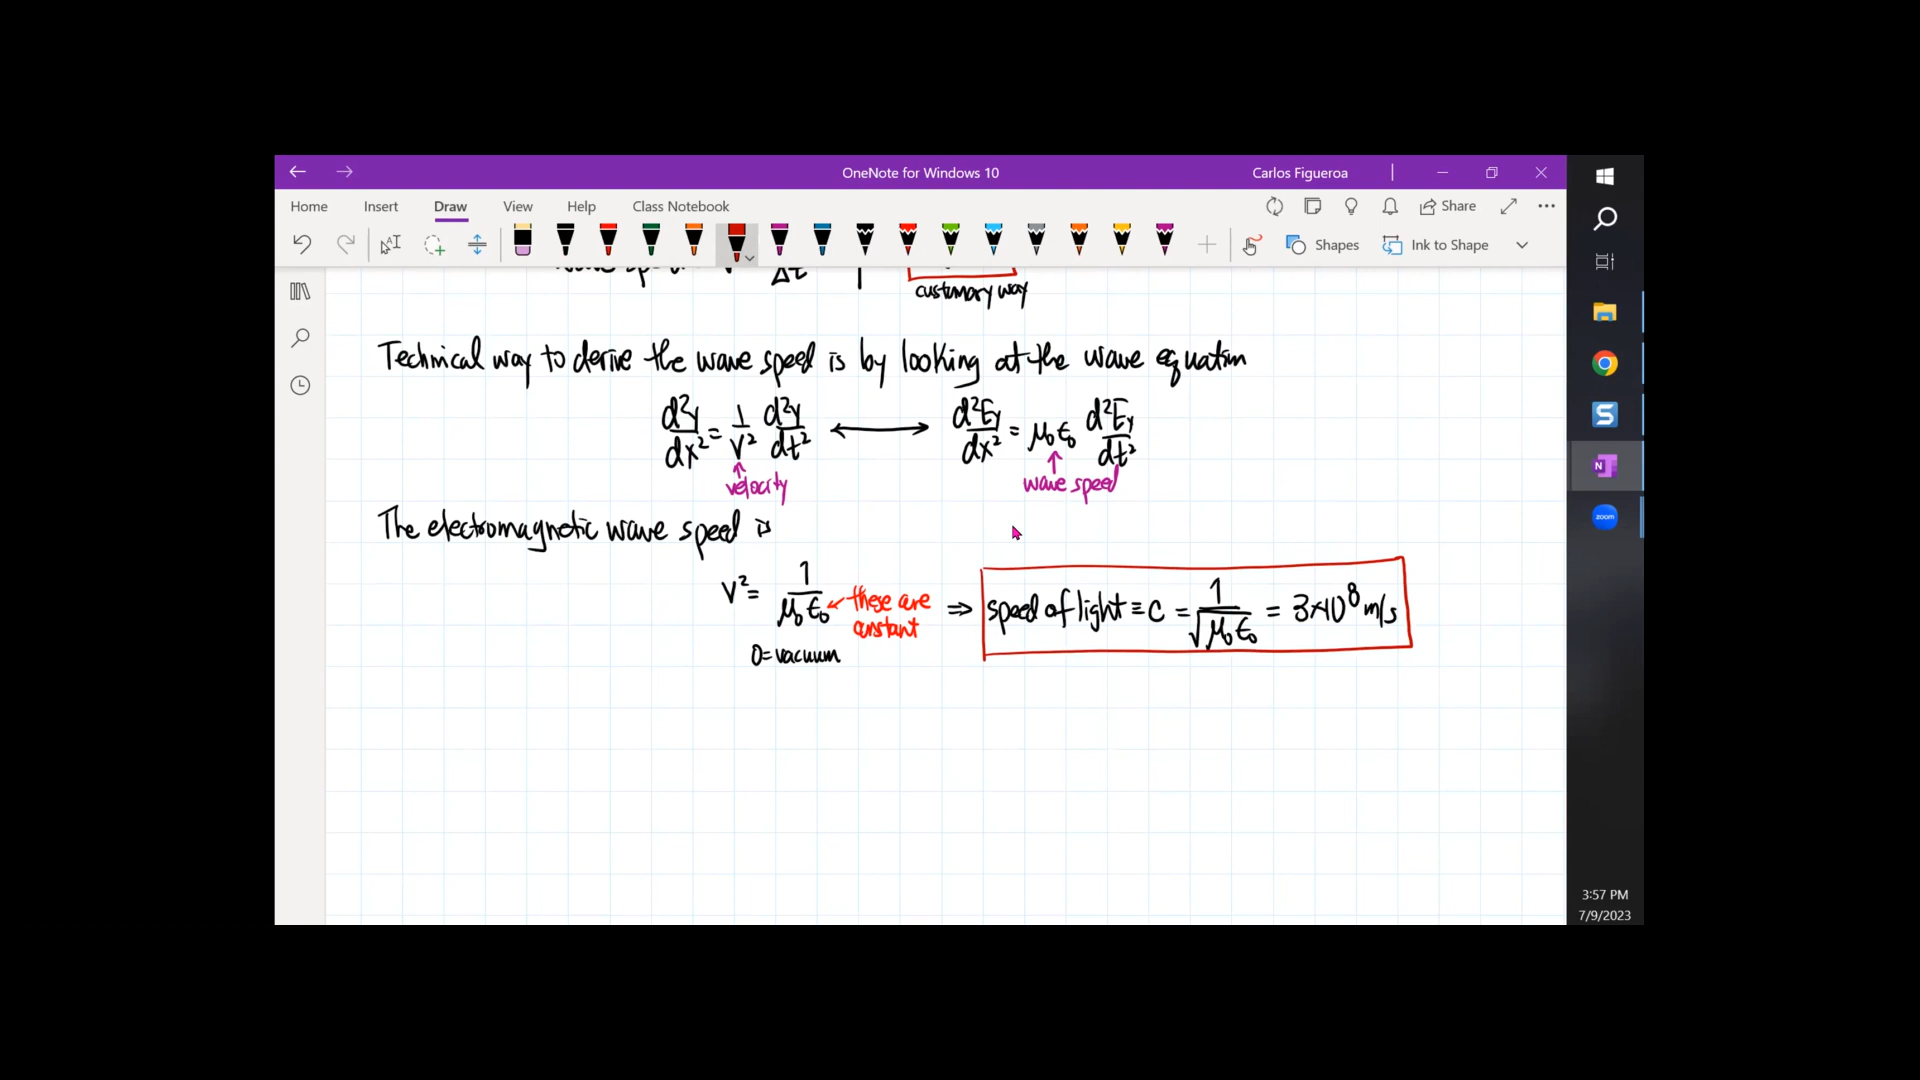 OneNote for Windows 10
Carlos Figueroa
Home Insert Draw View Help Class Notebook
Share
Shapes
Ink to Shape
Δt
customary way
Technical way to derive the wave speed is by looking at the wave equation
d²y/dx² = 1/v² d²y/dt² ⟷ d²Ey/dx² = μ₀ε₀ d²Ey/dt²
↑ ↑
velocity wave speed
The electromagnetic wave speed is
v² = 1/μ₀ε₀ ← these are constant ⇒ speed of light ≡ c = 1/√μ₀ε₀ = 3×10⁸ m/s
0=vacuum
zoom
3:57 PM
7/9/2023